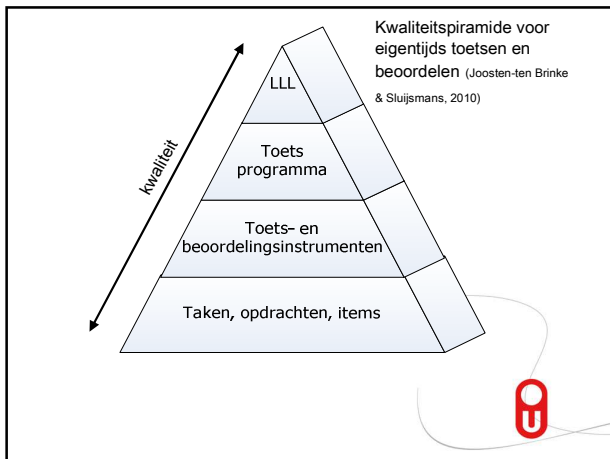 Kwaliteitspiramide voor
eigentijds toetsen en
beoordelen (Joosten-ten Brinke
& Sluijsmans, 2010)
kwaliteit
LLL
Toets
programma
Toets- en
beoordelingsinstrumenten
Taken, opdrachten, items
OU